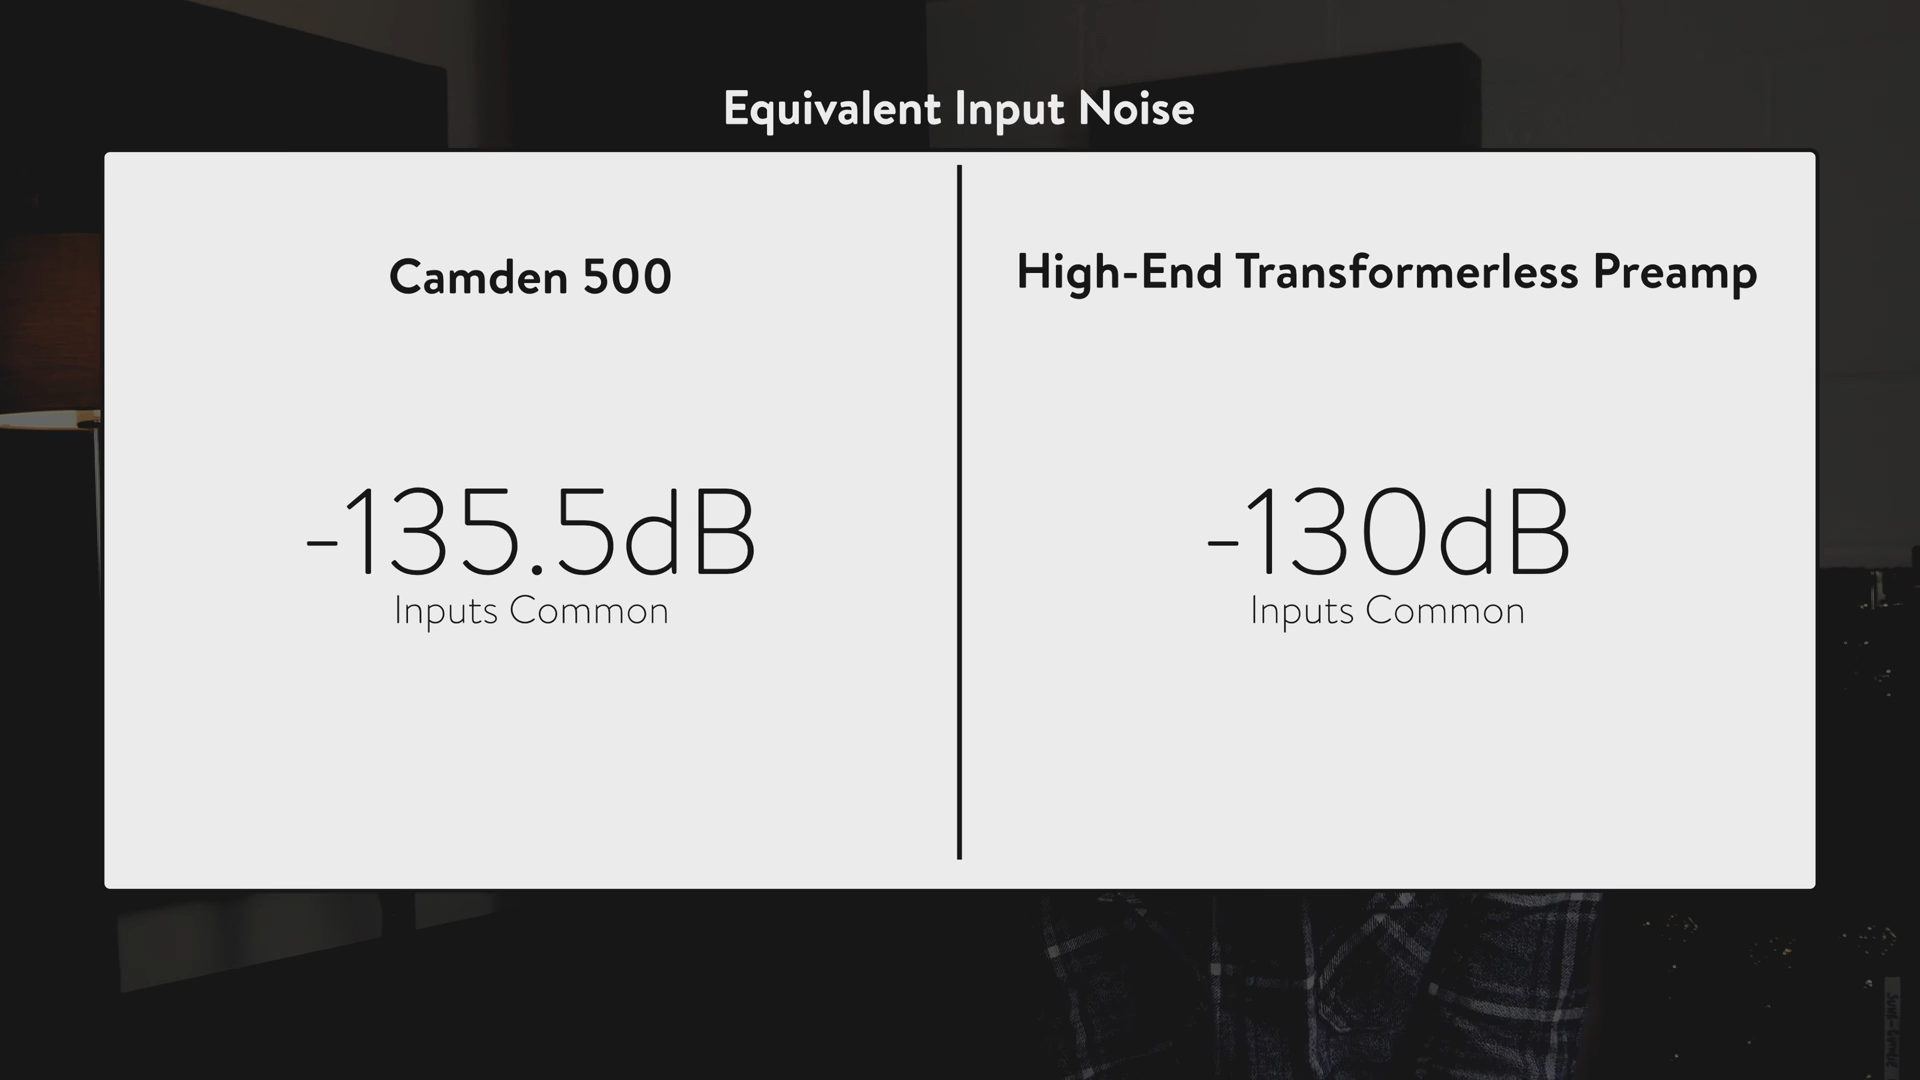 Equivalent Input Noise
Camden 500
High-End Transformerless Preamp
-135.5dB
Inputs Common
-130dB
Inputs Common